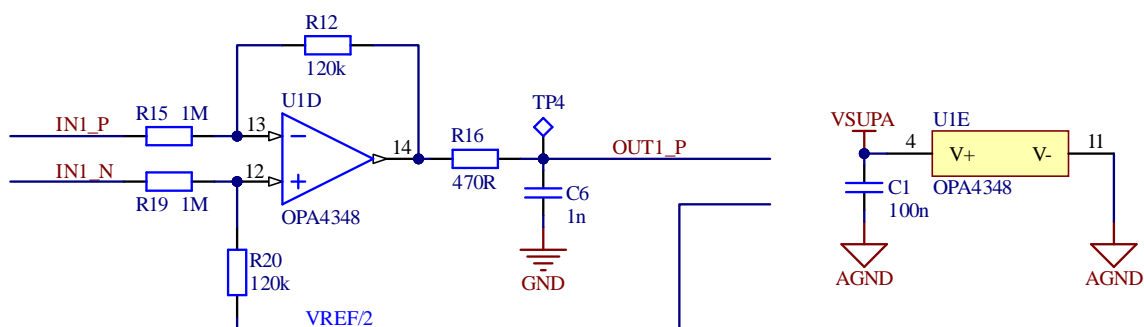 R12
120k
U1D
TP4
R15 1M
IN1_P
13
14
R16
470R
OUT1_P
VSUPA
4
U1E
V+ V-
11
OPA4348
IN1_N
12
R19 1M
OPA4348
C6
1n
C1
100n
R20
120k
GND
AGND
AGND
VREF/2